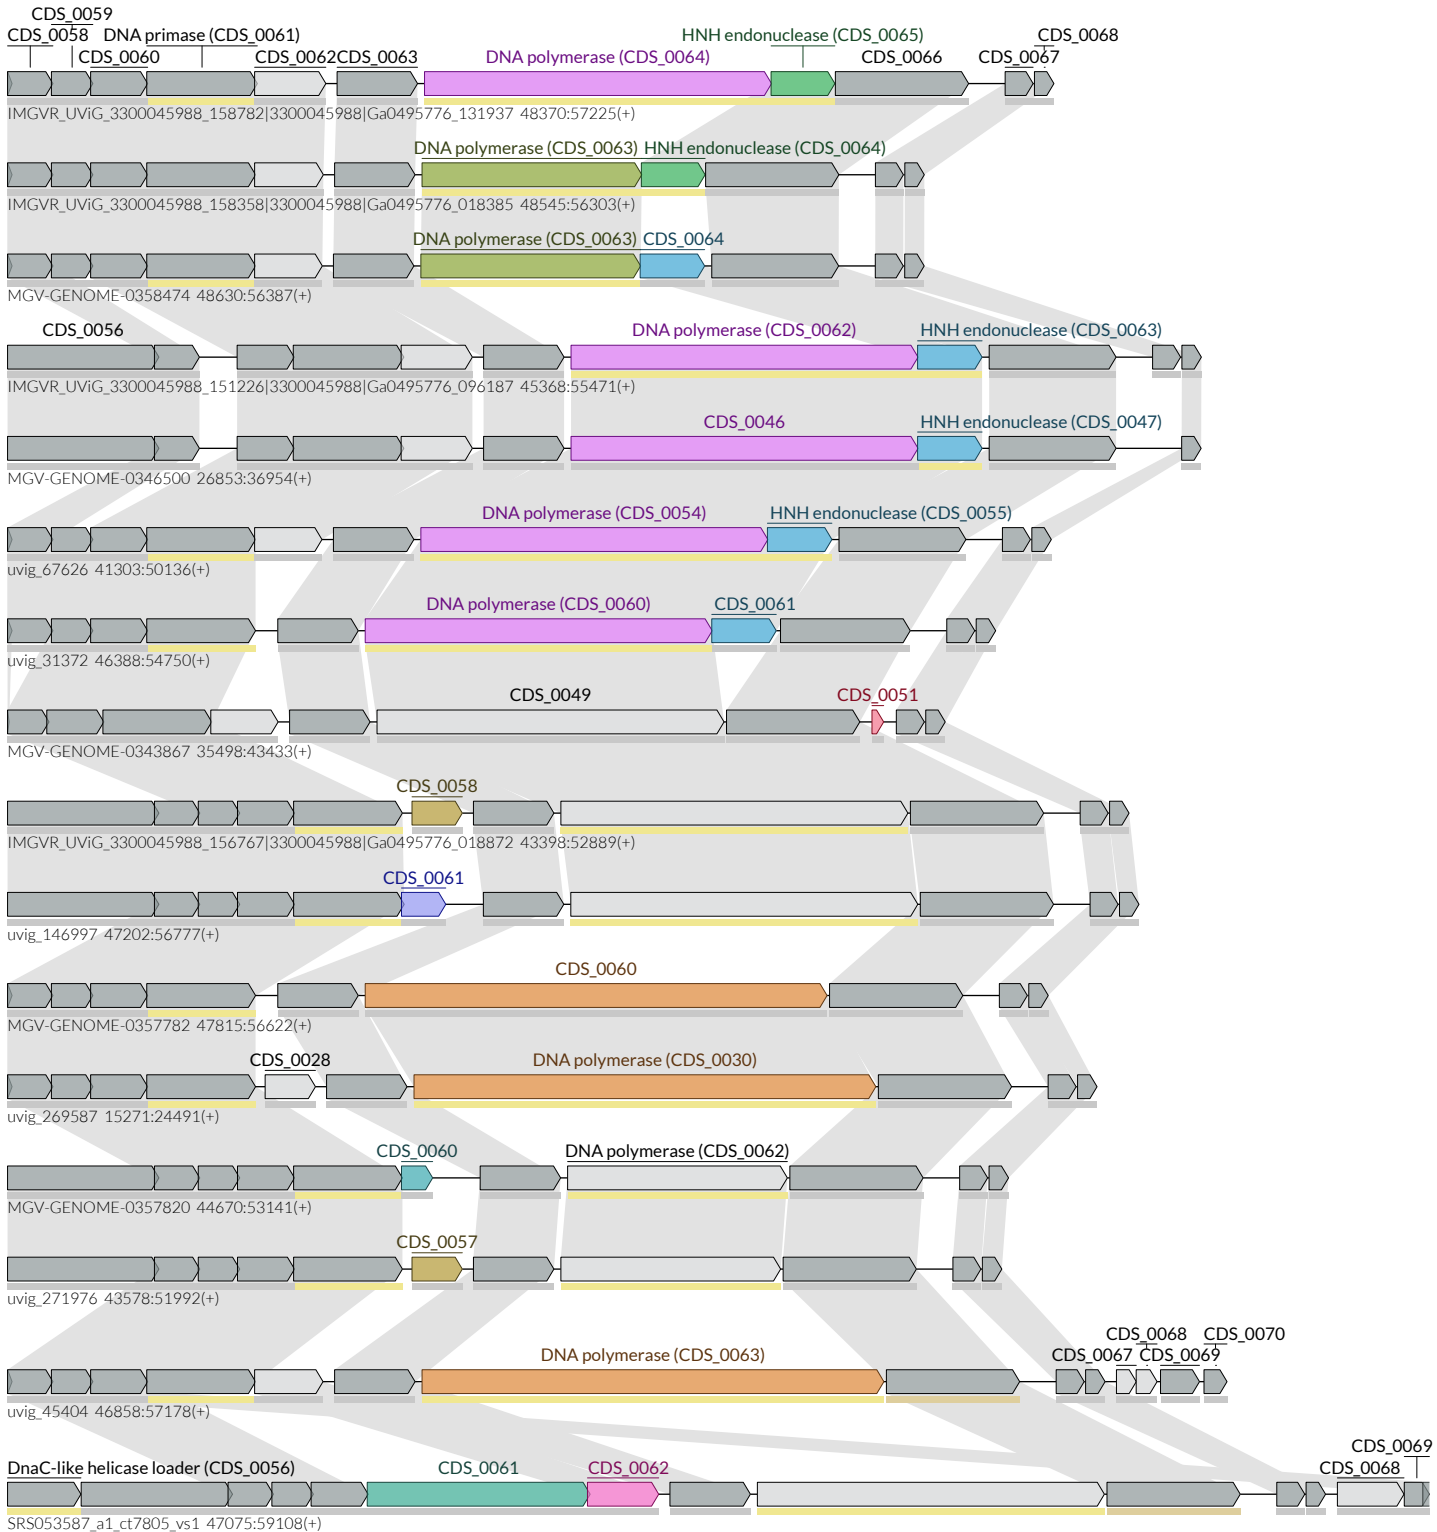 CDS_0059
CDS_0058 DNA primase (CDS_0061) HNH endonuclease (CDS_0065) CDS_0068
CDS_0060 CDS_0062 CDS_0063 DNA polymerase (CDS_0064) CDS_0066 CDS_0067
IMGVR_UViG_3300045988_158782|3300045988|Ga0495776_131937 48370:57225(+)
DNA polymerase (CDS_0063) HNH endonuclease (CDS_0064)
IMGVR_UViG_3300045988_158358|3300045988|Ga0495776_018385 48545:56303(+)
DNA polymerase (CDS_0063) CDS_0064
MGV-GENOME-0358474 48630:56387(+)
CDS_0056 DNA polymerase (CDS_0062) HNH endonuclease (CDS_0063)
IMGVR_UViG_3300045988_151226|3300045988|Ga0495776_096187 45368:55471(+)
CDS_0046 HNH endonuclease (CDS_0047)
MGV-GENOME-0346500 26853:36954(+)
DNA polymerase (CDS_0054) HNH endonuclease (CDS_0055)
uvig_67626 41303:50136(+)
DNA polymerase (CDS_0060) CDS_0061
uvig_31372 46388:54750(+)
CDS_0049 CDS_0051
MGV-GENOME-0343867 35498:43433(+)
CDS_0058
IMGVR_UViG_3300045988_156767|3300045988|Ga0495776_018872 43398:52889(+)
CDS_0061
uvig_146997 47202:56777(+)
CDS_0060
MGV-GENOME-0357782 47815:56622(+)
CDS_0028 DNA polymerase (CDS_0030)
uvig_269587 15271:24491(+)
CDS_0060 DNA polymerase (CDS_0062)
MGV-GENOME-0357820 44670:53141(+)
CDS_0057
uvig_271976 43578:51992(+)
CDS_0068 CDS_0070
DNA polymerase (CDS_0063) CDS_0067 CDS_0069
uvig_45404 46858:57178(+)
CDS_0069
DnaC-like helicase loader (CDS_0056) CDS_0061 CDS_0062 CDS_0068
SRS053587_a1_ct7805_vs1 47075:59108(+)